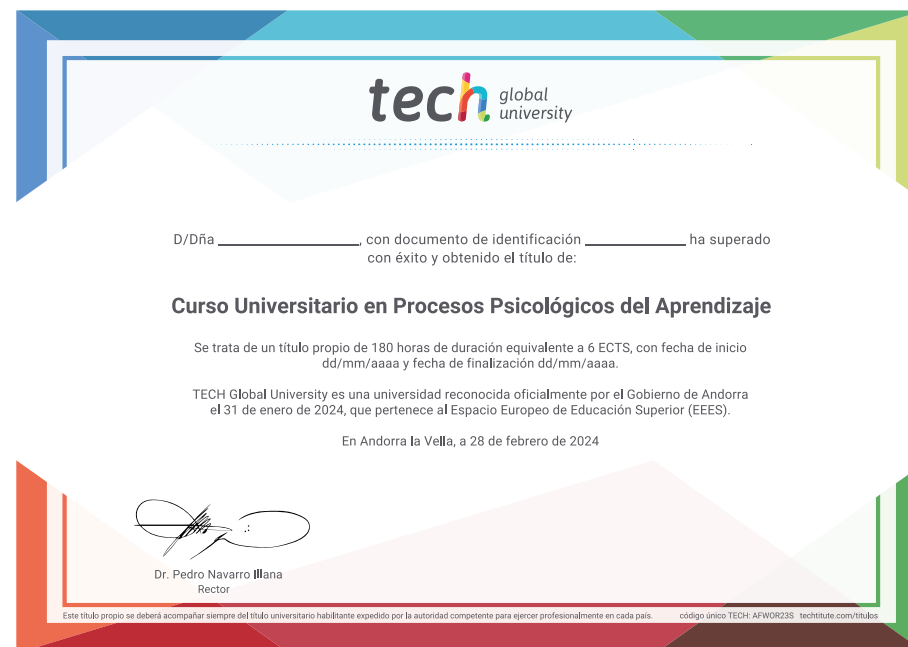 tech global university
D/Dña ____________________, con documento de identificación ______________ ha superado
con éxito y obtenido el título de:
Curso Universitario en Procesos Psicológicos del Aprendizaje
Se trata de un título propio de 180 horas de duración equivalente a 6 ECTS, con fecha de inicio
dd/mm/aaaa y fecha de finalización dd/mm/aaaa.
TECH Global University es una universidad reconocida oficialmente por el Gobierno de Andorra
el 31 de enero de 2024, que pertenece al Espacio Europeo de Educación Superior (EEES).
En Andorra la Vella, a 28 de febrero de 2024
Dr. Pedro Navarro Illana
Rector
Este título propio se deberá acompañar siempre del título universitario habilitante expedido por la autoridad competente para ejercer profesionalmente en cada país. código único TECH: AFWOR23S techtitute.com/titulos